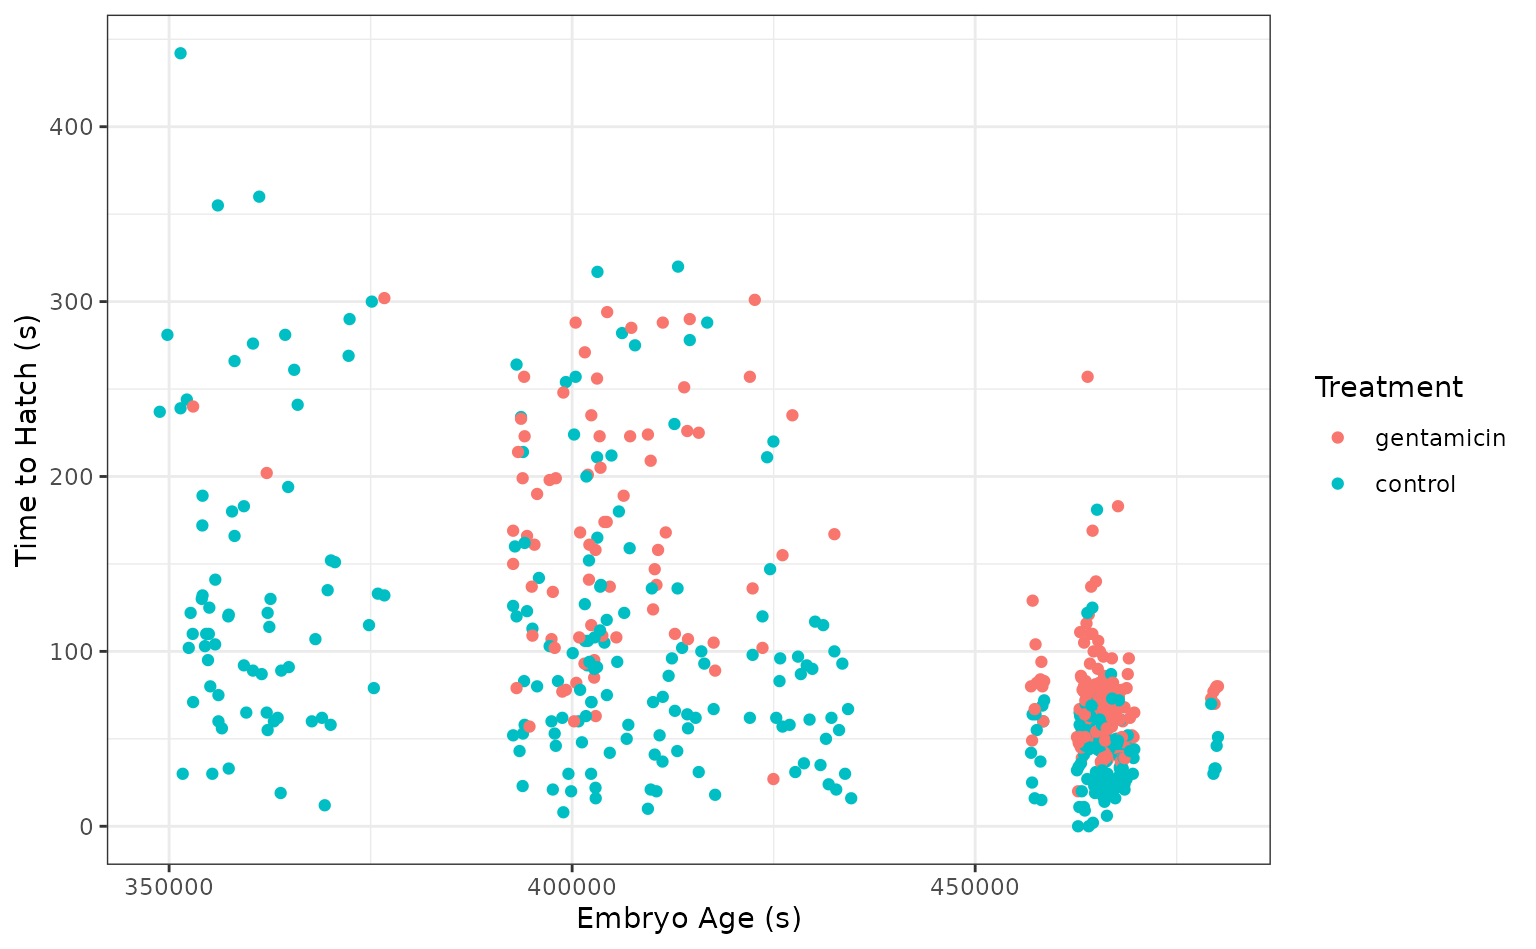 Time to Hatch (s)
400
300
200
100
0
350000 400000 450000
Embryo Age (s)
Treatment
gentamicin
control